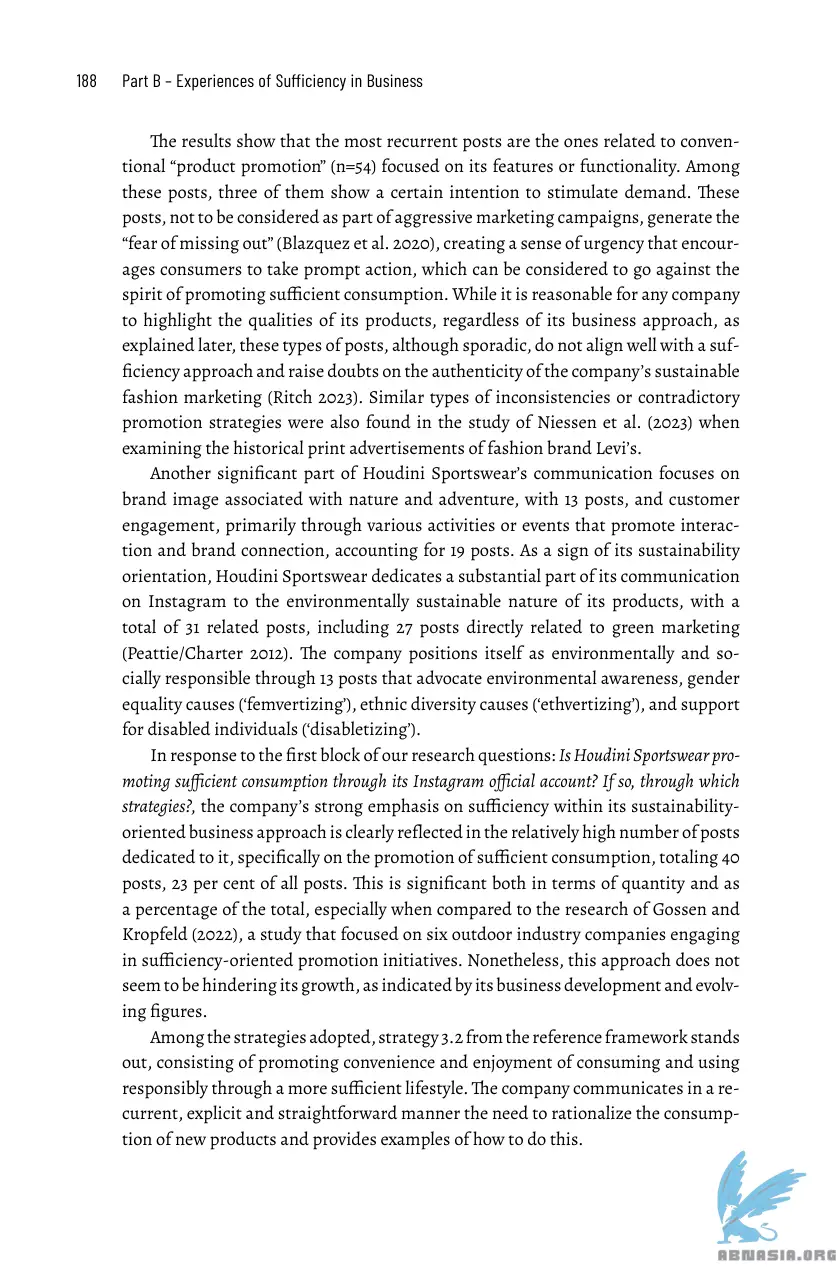 188 Part B – Experiences of Sufficiency in Business
The results show that the most recurrent posts are the ones related to conven-
tional “product promotion” (n=54) focused on its features or functionality. Among
these posts, three of them show a certain intention to stimulate demand. These
posts, not to be considered as part of aggressive marketing campaigns, generate the
“fear of missing out” (Blazquez et al. 2020), creating a sense of urgency that encour-
ages consumers to take prompt action, which can be considered to go against the
spirit of promoting sufficient consumption. While it is reasonable for any company
to highlight the qualities of its products, regardless of its business approach, as
explained later, these types of posts, although sporadic, do not align well with a suf-
ficiency approach and raise doubts on the authenticity of the company’s sustainable
fashion marketing (Ritch 2023). Similar types of inconsistencies or contradictory
promotion strategies were also found in the study of Niessen et al. (2023) when
examining the historical print advertisements of fashion brand Levi’s.
Another significant part of Houdini Sportswear’s communication focuses on
brand image associated with nature and adventure, with 13 posts, and customer
engagement, primarily through various activities or events that promote interac-
tion and brand connection, accounting for 19 posts. As a sign of its sustainability
orientation, Houdini Sportswear dedicates a substantial part of its communication
on Instagram to the environmentally sustainable nature of its products, with a
total of 31 related posts, including 27 posts directly related to green marketing
(Peattie/Charter 2012). The company positions itself as environmentally and so-
cially responsible through 13 posts that advocate environmental awareness, gender
equality causes (‘femvertizing’), ethnic diversity causes (‘ethvertizing’), and support
for disabled individuals (‘disabletizing’).
In response to the first block of our research questions: Is Houdini Sportswear pro-
moting sufficient consumption through its Instagram official account? If so, through which
strategies?, the company’s strong emphasis on sufficiency within its sustainability-
oriented business approach is clearly reflected in the relatively high number of posts
dedicated to it, specifically on the promotion of sufficient consumption, totaling 40
posts, 23 per cent of all posts. This is significant both in terms of quantity and as
a percentage of the total, especially when compared to the research of Gossen and
Kropfeld (2022), a study that focused on six outdoor industry companies engaging
in sufficiency-oriented promotion initiatives. Nonetheless, this approach does not
seem to be hindering its growth, as indicated by its business development and evolv-
ing figures.
Among the strategies adopted, strategy 3.2 from the reference framework stands
out, consisting of promoting convenience and enjoyment of consuming and using
responsibly through a more sufficient lifestyle. The company communicates in a re-
current, explicit and straightforward manner the need to rationalize the consump-
tion of new products and provides examples of how to do this.
ABNASIA.ORG